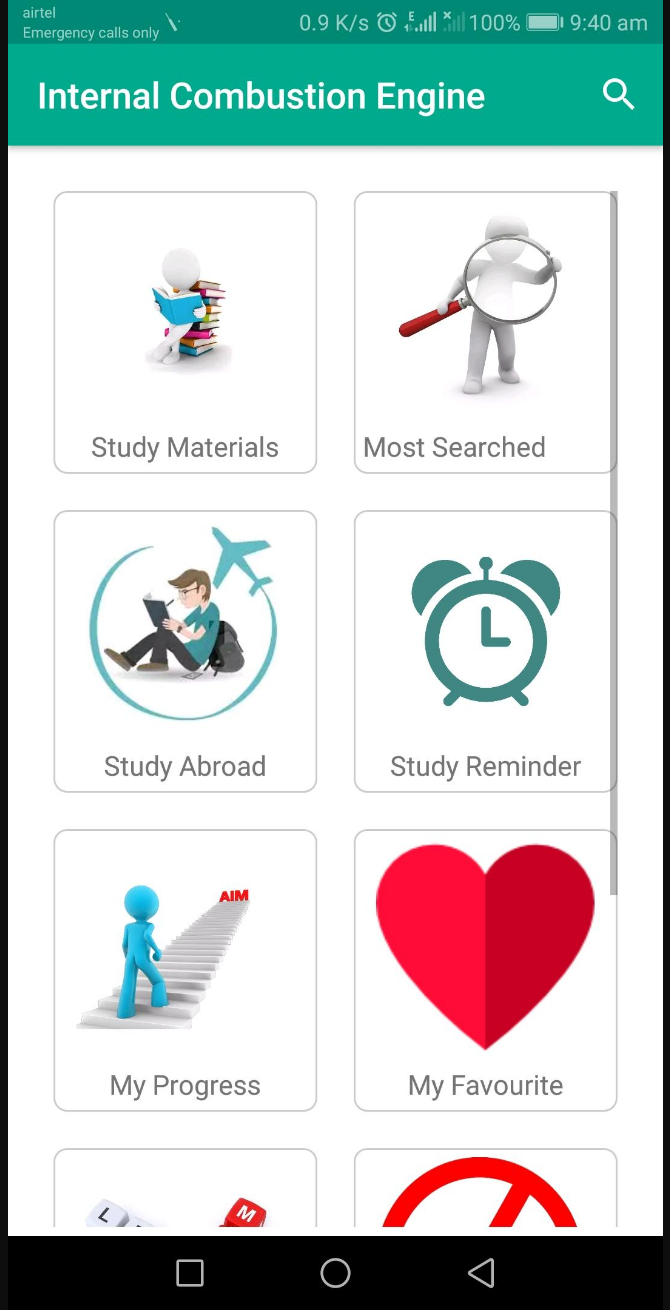 airtel
Emergency calls only
0.9 K/s E 100% 9:40 am
Internal Combustion Engine
Study Materials
Most Searched
Study Abroad
Study Reminder
AIM
My Progress
My Favourite
L
M